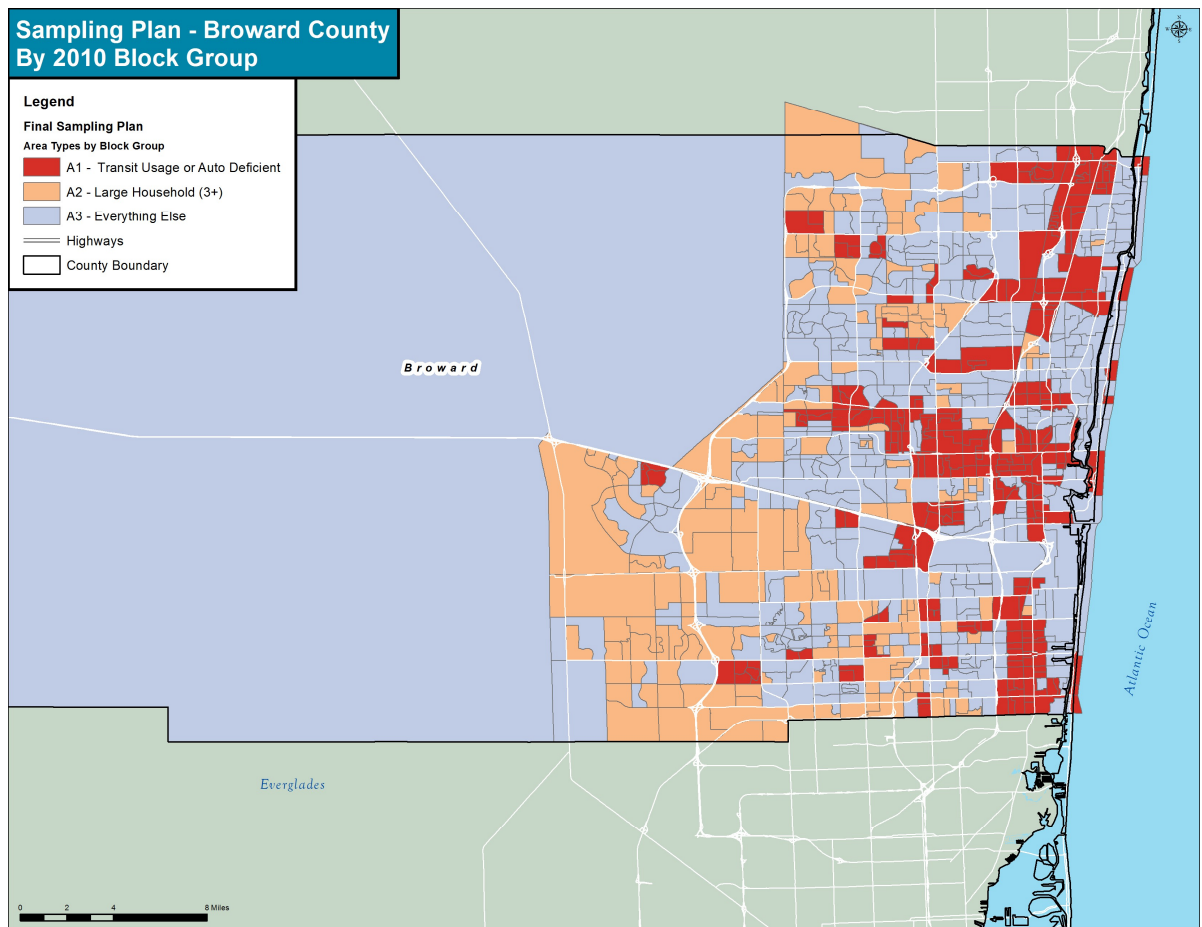 Sampling Plan - Broward County
By 2010 Block Group
Legend
Final Sampling Plan
Area Types by Block Group
A1 - Transit Usage or Auto Deficient
A2 - Large Household (3+)
A3 - Everything Else
Highways
County Boundary
N
W E
S
Broward
Atlantic Ocean
Everglades
0 2 4 8 Miles